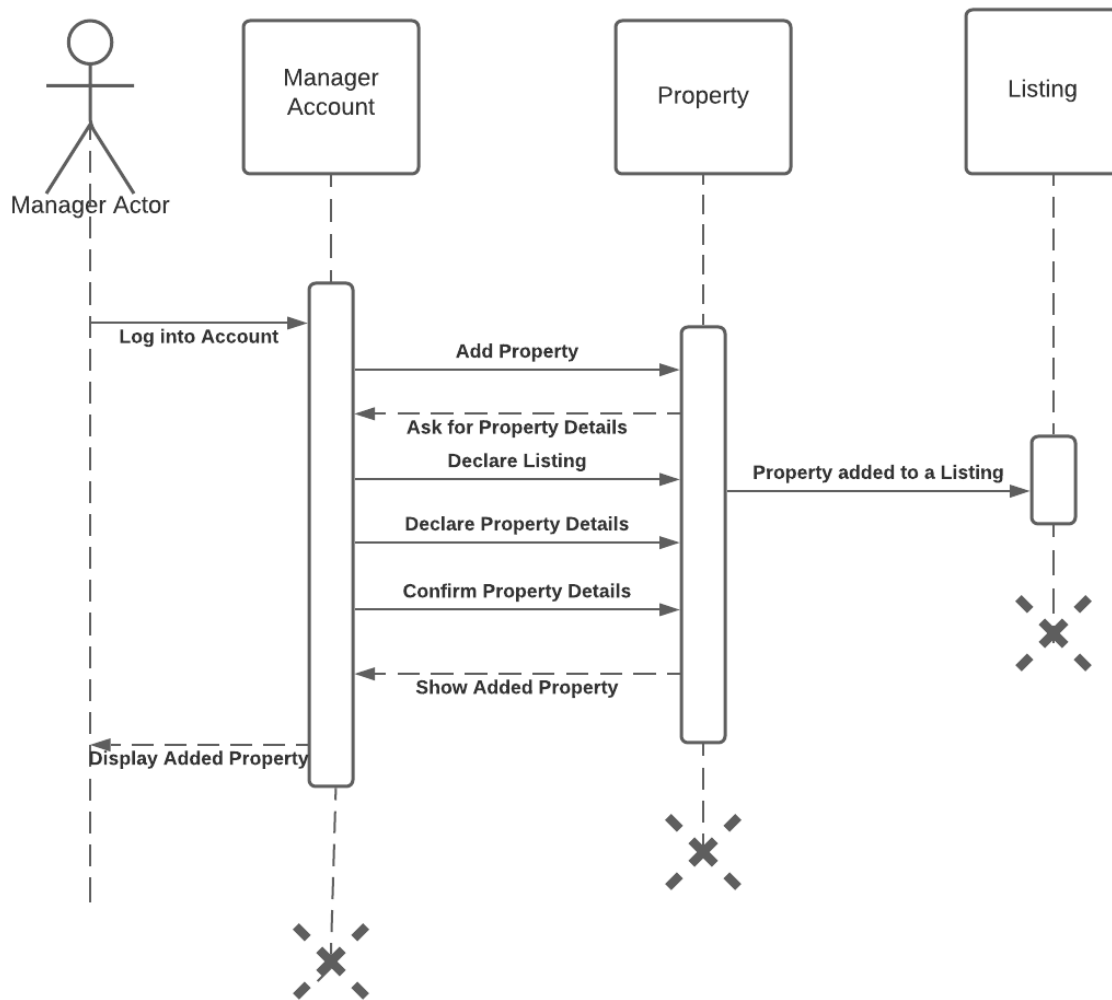 Manager
Account
Property
Listing
Manager Actor
Log into Account
Add Property
Ask for Property Details
Declare Listing
Property added to a Listing
Declare Property Details
Confirm Property Details
Show Added Property
Display Added Property